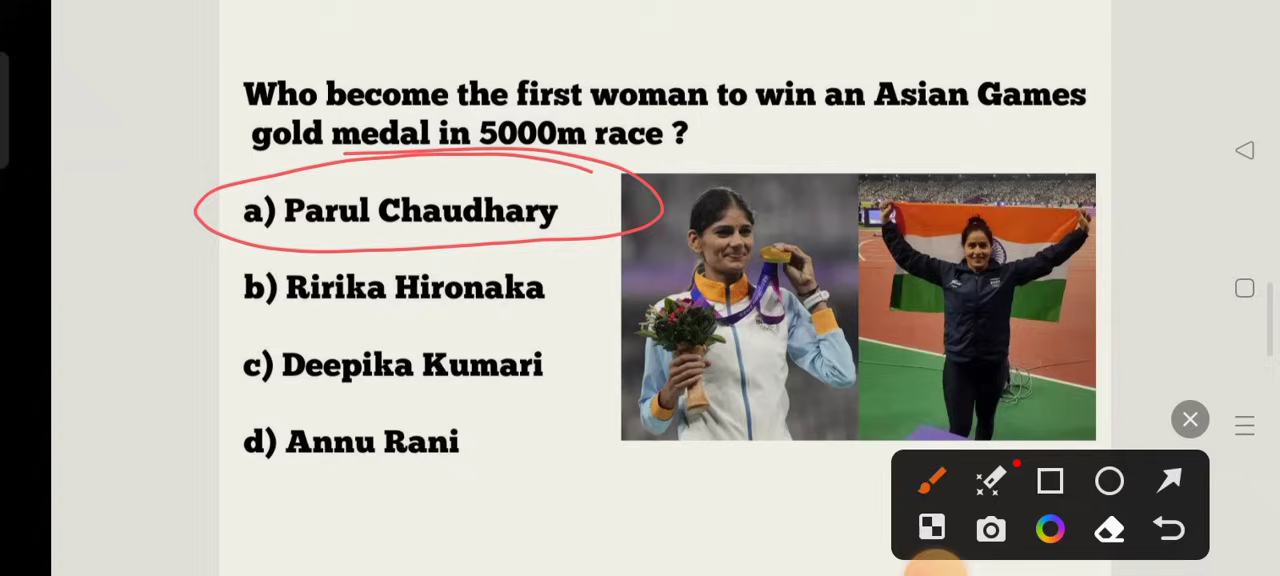 Who become the first woman to win an Asian Games
gold medal in 5000m race ?
a) Parul Chaudhary
b) Ririka Hironaka
c) Deepika Kumari
d) Annu Rani